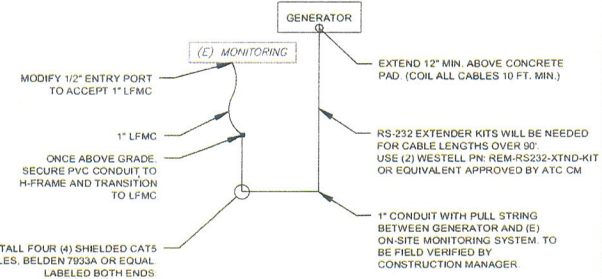 GENERATOR
(E) MONITORING
MODIFY 1/2" ENTRY PORT
TO ACCEPT 1" LFMC
EXTEND 12" MIN. ABOVE CONCRETE
PAD. (COIL ALL CABLES 10 FT. MIN.)
1" LFMC
ONCE ABOVE GRADE.
SECURE PVC CONDUIT TO
H-FRAME AND TRANSITION
TO LFMC
RS-232 EXTENDER KITS WILL BE NEEDED
FOR CABLE LENGTHS OVER 90'.
USE (2) WESTELL PN: REM-RS232-XTND-KIT
OR EQUIVALENT APPROVED BY ATC CM
1" CONDUIT WITH PULL STRING
BETWEEN GENERATOR AND (E)
ON-SITE MONITORING SYSTEM. TO
BE FIELD VERIFIED BY
CONSTRUCTION MANAGER
TALL FOUR (4) SHIELDED CAT5
LES, BELDEN 7933A OR EQUAL
LABELED BOTH ENDS